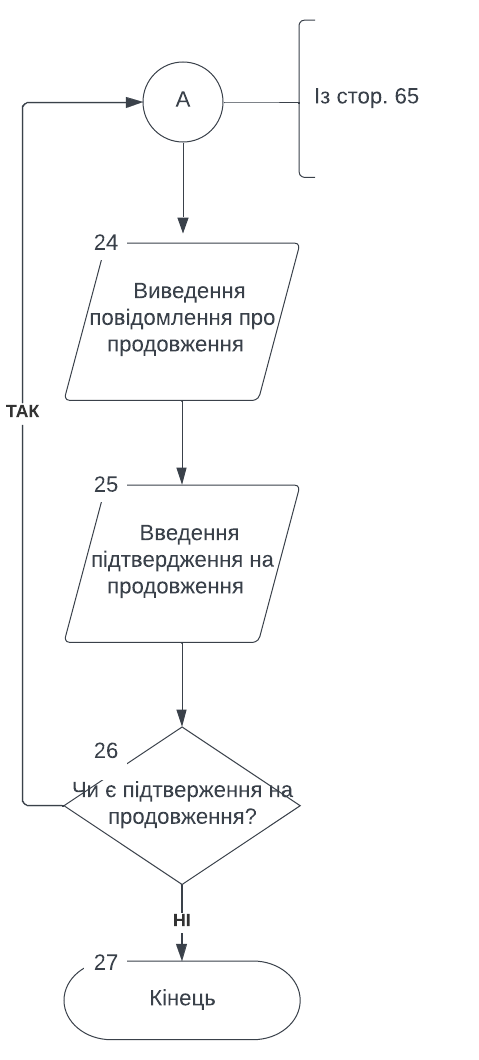 А
Із стор. 65
24
Виведення
повідомлення про
продовження
ТАК
25
Введення
підтвердження на
продовження
26
Чи є підтверження на
продовження?
НІ
27
Кінець